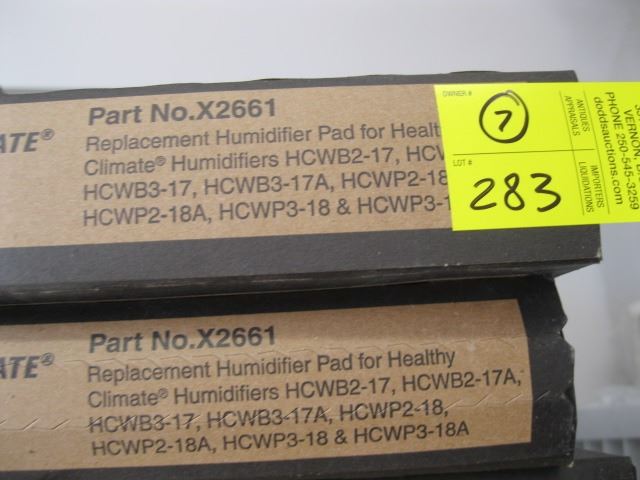 ATE®
Part No.X2661
Replacement Humidifier Pad for Healthy
Climate® Humidifiers HCWB2-17, HCW
HCWB3-17, HCWB3-17A, HCWP2-18
HCWP2-18A, HCWP3-18 & HCWP3-1
OWNER #
7
LOT #
283
ANTIQUES
APPRAISALS
IMPORTERS
LIQUIDATIONS
VERNON, B
PHONE 250-545-3259
doddsauctions.com
ATE®
Part No.X2661
Replacement Humidifier Pad for Healthy
Climate® Humidifiers HCWB2-17, HCWB2-17A,
HCWB3-17, HCWB3-17A, HCWP2-18,
HCWP2-18A, HCWP3-18 & HCWP3-18A